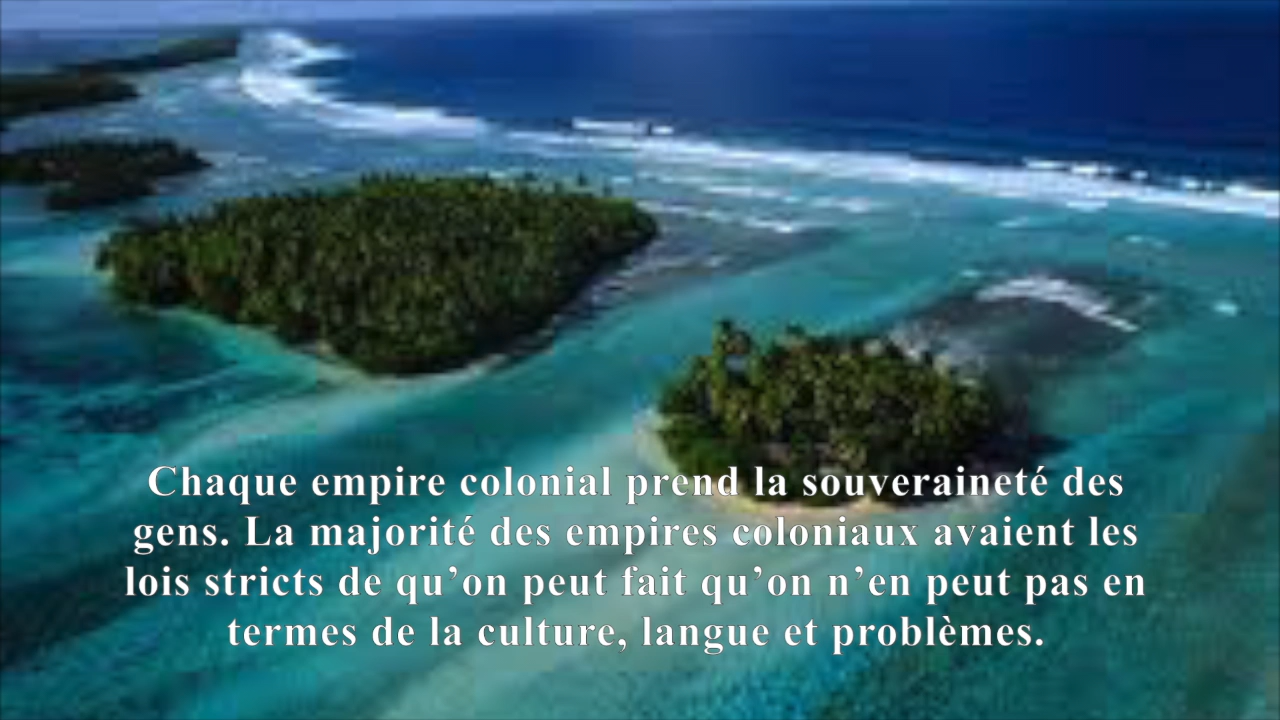 Chaque empire colonial prend la souveraineté des
gens. La majorité des empires coloniaux avaient les
lois stricts de qu’on peut fait qu’on n’en peut pas en
termes de la culture, langue et problèmes.